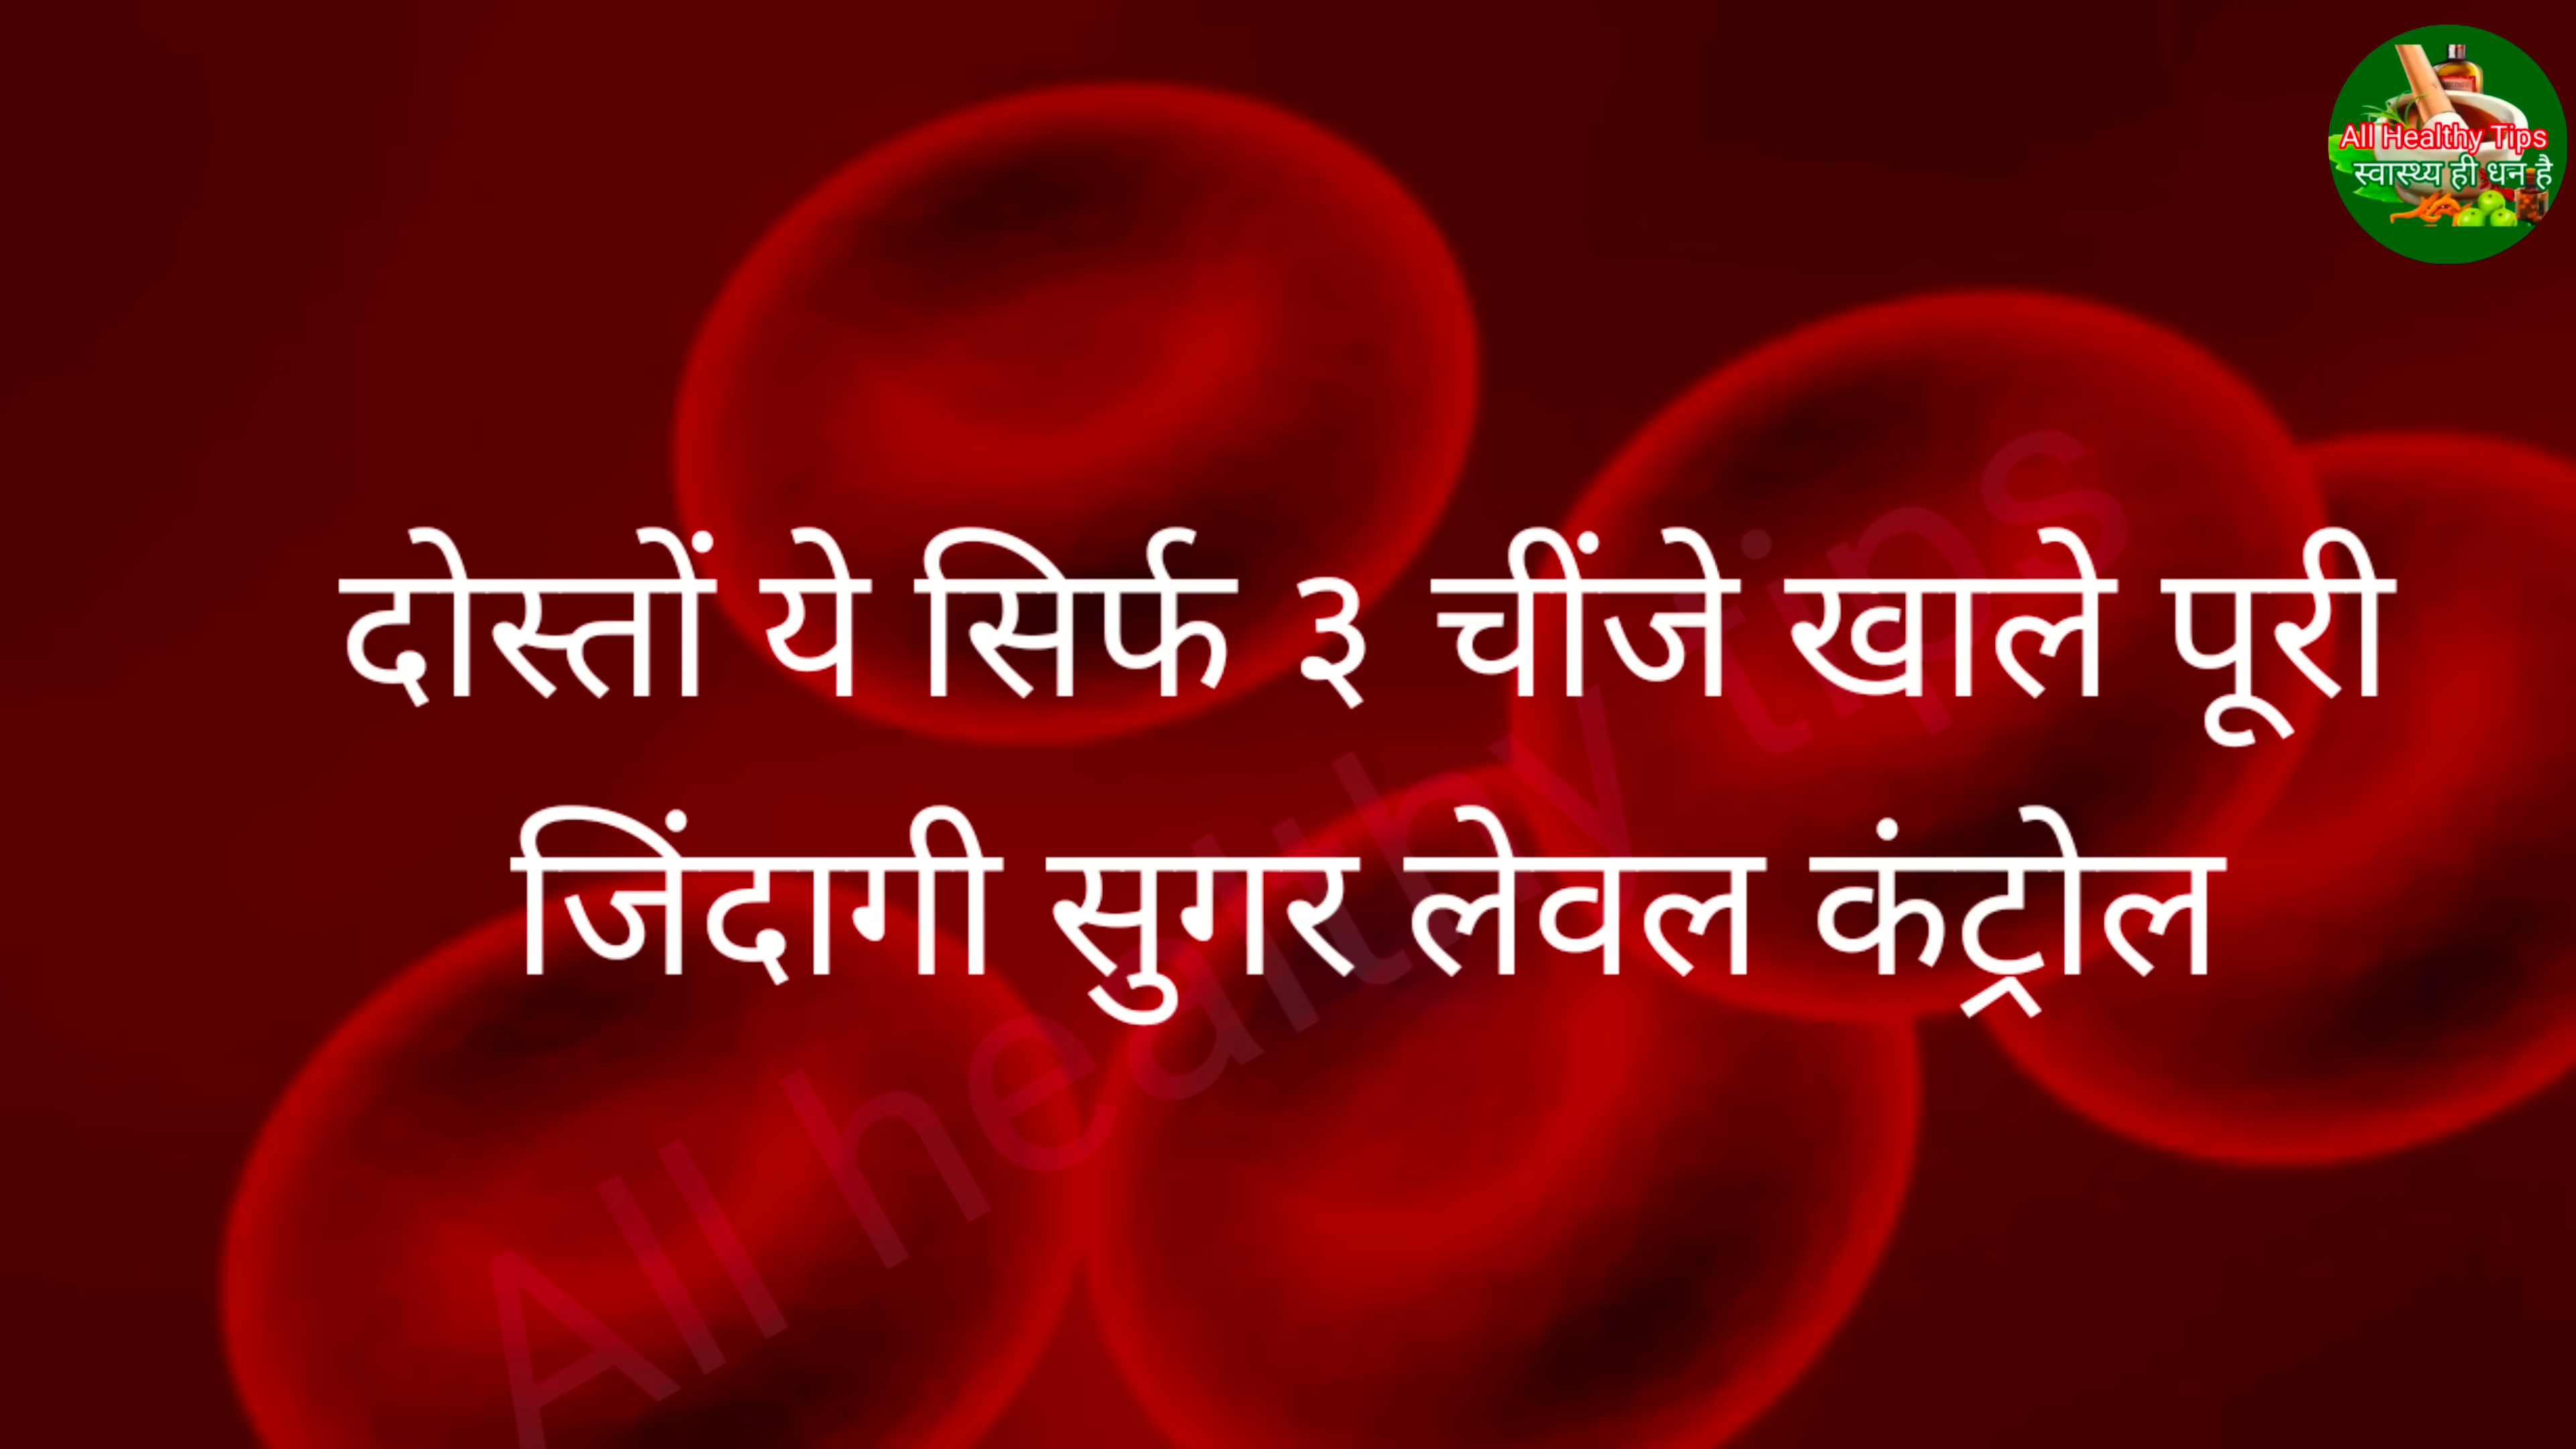 All Healthy Tips
स्वास्थ्य ही धन है
दोस्तों ये सिर्फ ३ चींजे खाले पूरी
जिंदागी सुगर लेवल कंट्रोल
All healthy tips